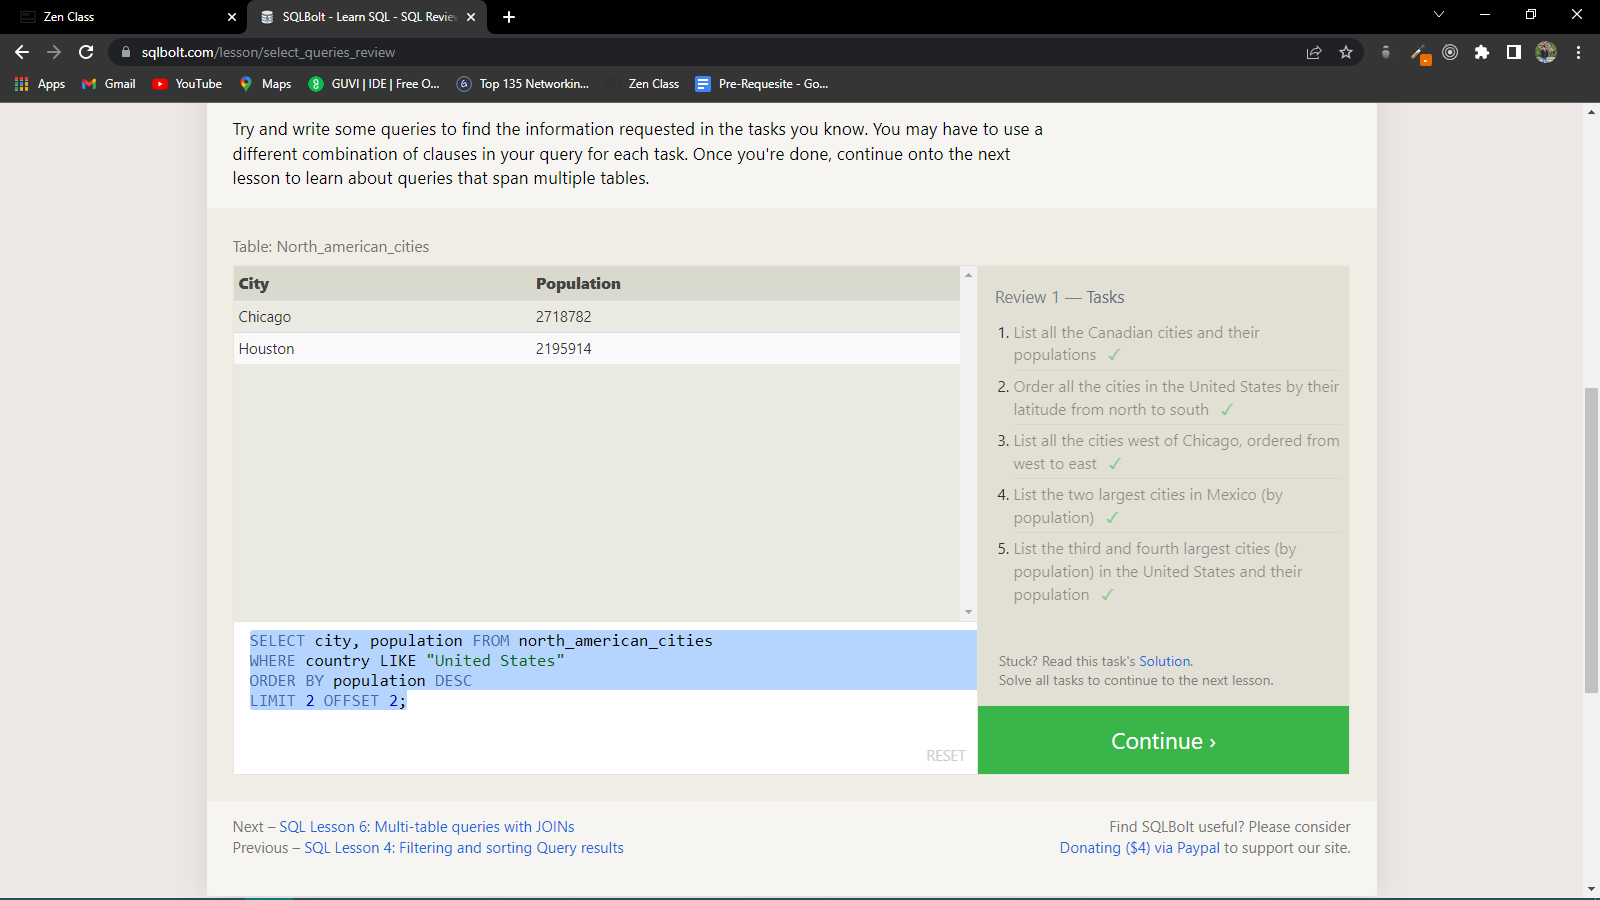 Zen Class
SQLBolt - Learn SQL - SQL Revie
sqlbolt.com/lesson/select_queries_review
Apps
Gmail
YouTube
Maps
GUVI | IDE | Free O...
Top 135 Networkin...
Zen Class
Pre-Requesite - Go...
Try and write some queries to find the information requested in the tasks you know. You may have to use a
different combination of clauses in your query for each task. Once you're done, continue onto the next
lesson to learn about queries that span multiple tables.
Table: North_american_cities
City Population
Chicago 2718782
Houston 2195914
SELECT city, population FROM north_american_cities
WHERE country LIKE "United States"
ORDER BY population DESC
LIMIT 2 OFFSET 2;
RESET
Review 1 — Tasks
1. List all the Canadian cities and their
populations ✓
2. Order all the cities in the United States by their
latitude from north to south ✓
3. List all the cities west of Chicago, ordered from
west to east ✓
4. List the two largest cities in Mexico (by
population) ✓
5. List the third and fourth largest cities (by
population) in the United States and their
population ✓
Stuck? Read this task's Solution.
Solve all tasks to continue to the next lesson.
Continue ›
Next – SQL Lesson 6: Multi-table queries with JOINs
Previous – SQL Lesson 4: Filtering and sorting Query results
Find SQLBolt useful? Please consider
Donating ($4) via Paypal to support our site.